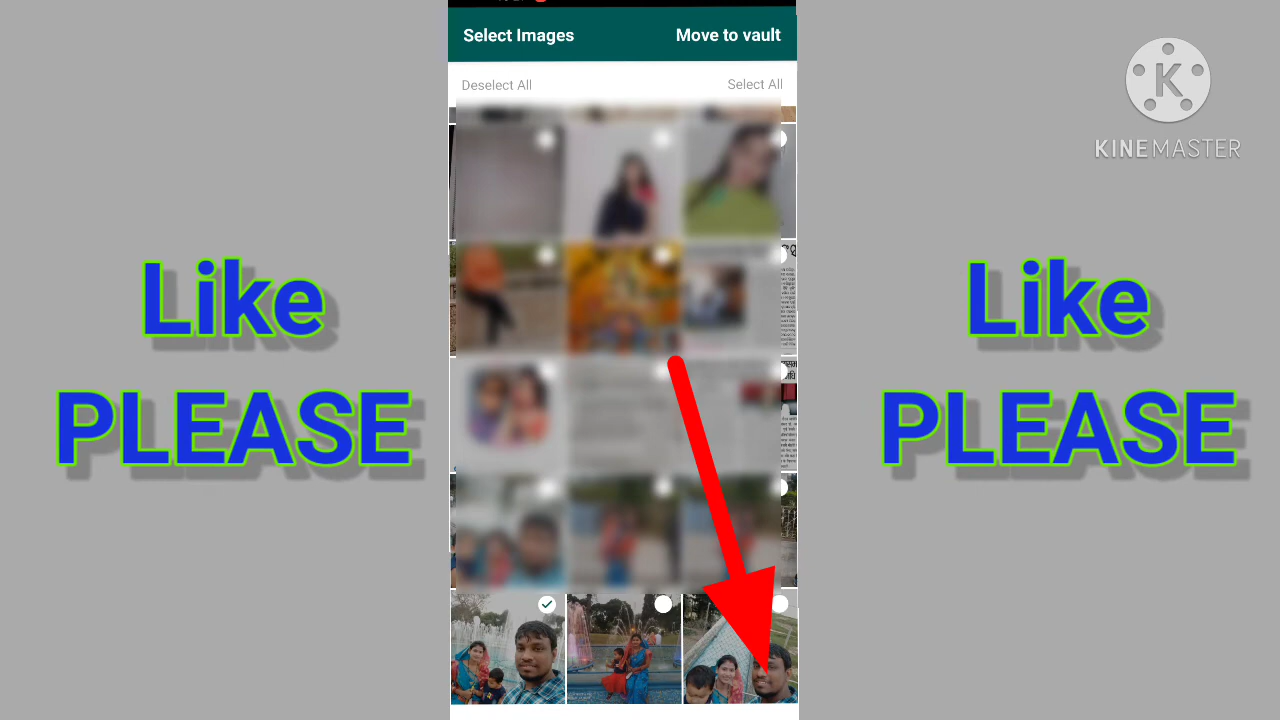 Select Images
Move to vault
Deselect All
Select All
K
KINEMASTER
Like
PLEASE
Like
PLEASE